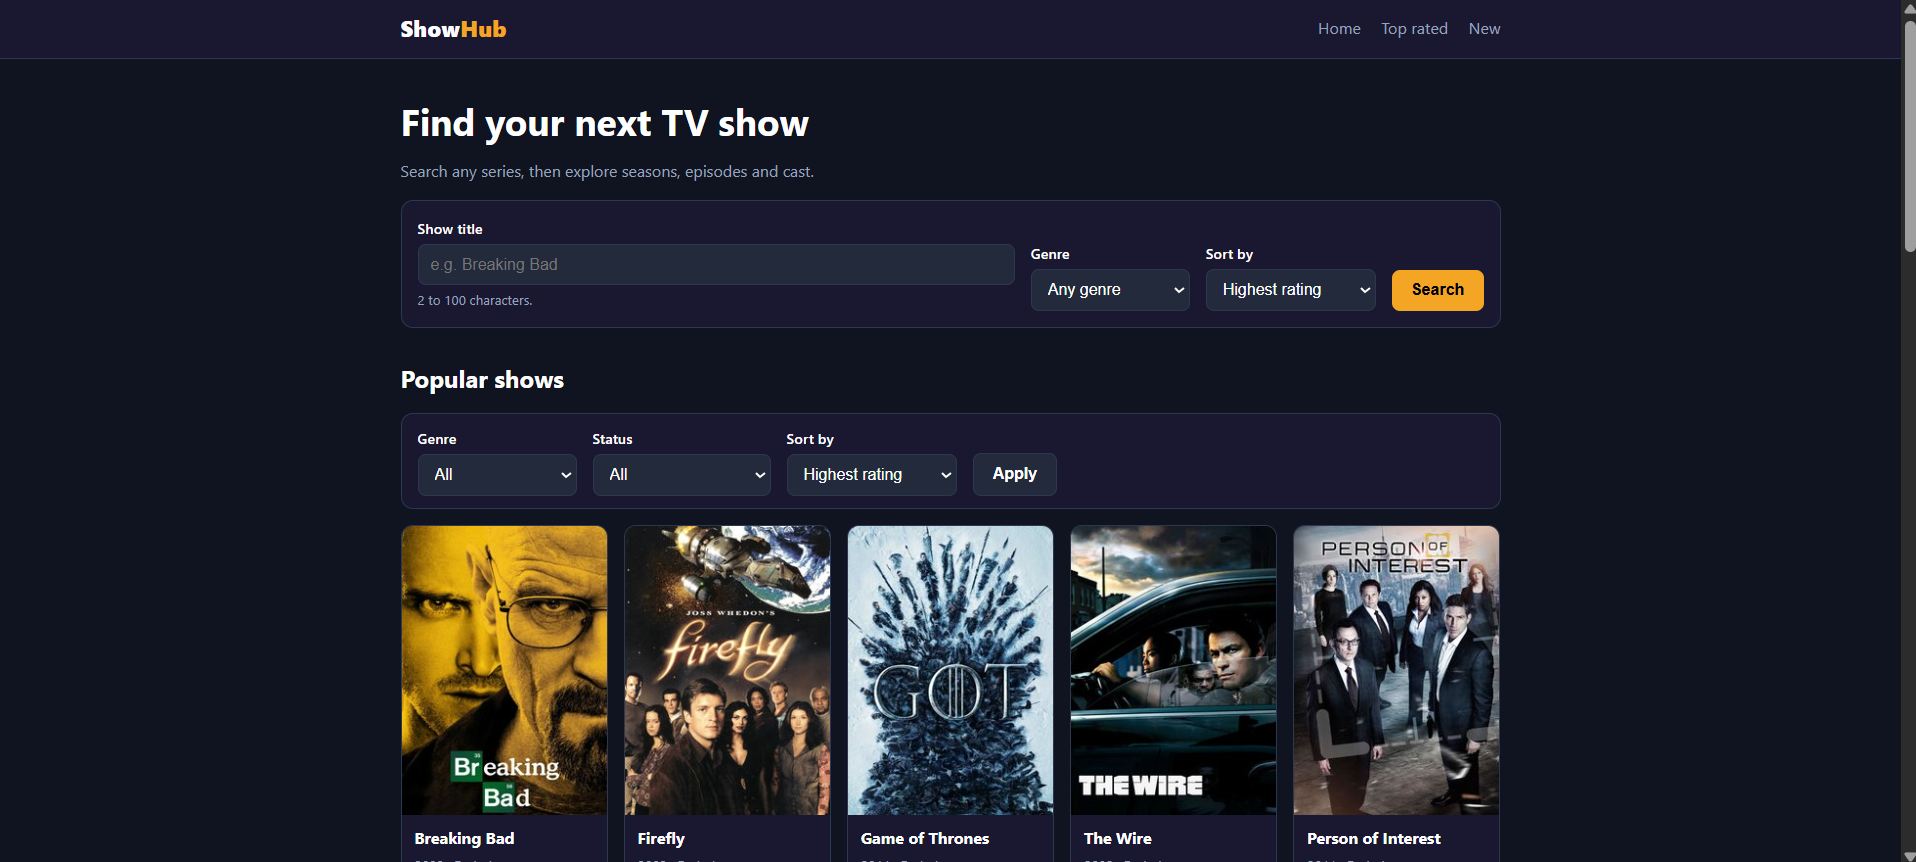 ShowHub
Home Top rated New
Find your next TV show
Search any series, then explore seasons, episodes and cast.
Show title
e.g. Breaking Bad
2 to 100 characters.
Genre
Any genre
Sort by
Highest rating
Search
Popular shows
Genre
All
Status
All
Sort by
Highest rating
Apply
Breaking
Bad
JOSS WHEDON'S
firefly
GOT
THE WIRE
PERSON OF
INTEREST
Breaking Bad
Firefly
Game of Thrones
The Wire
Person of Interest